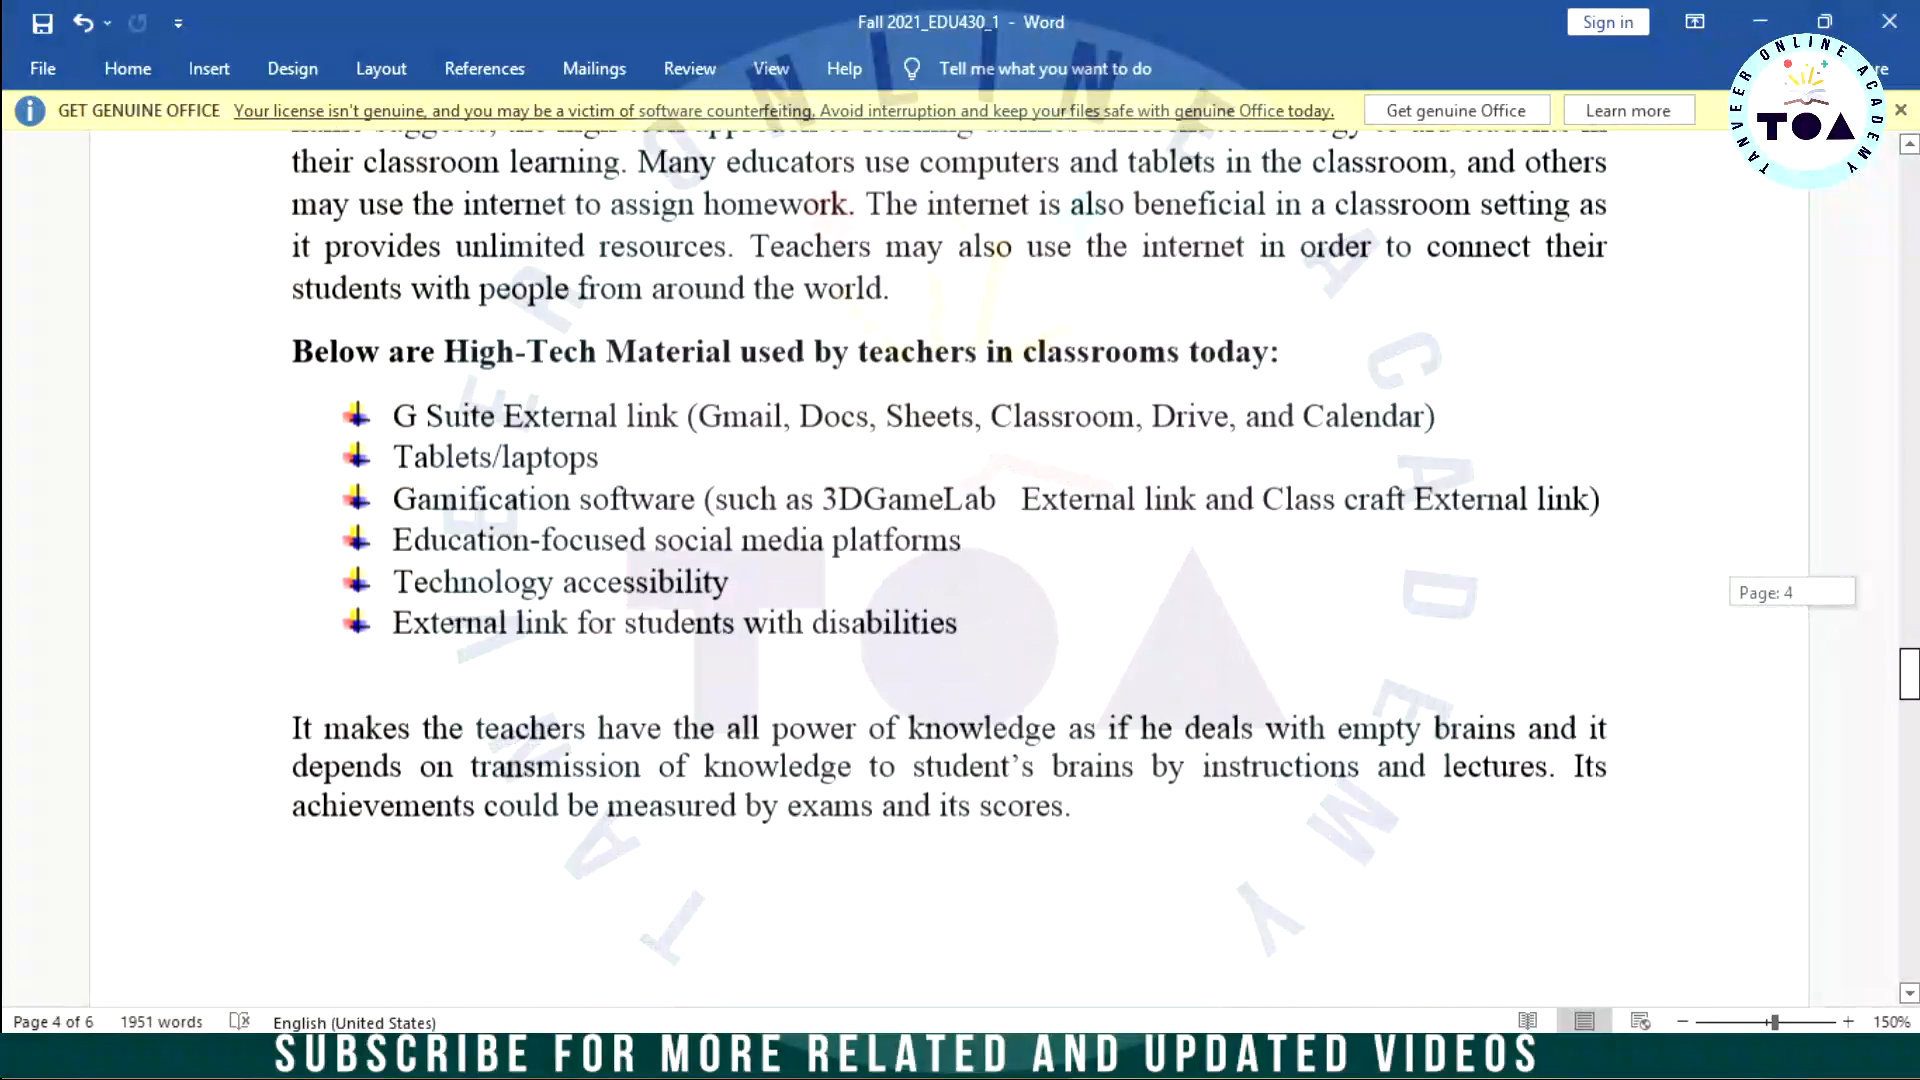 Fall 2021_EDU430_1 - Word
Sign in
File Home Insert Design Layout References Mailings Review View Help Tell me what you want to do
GET GENUINE OFFICE Your license isn't genuine, and you may be a victim of software counterfeiting. Avoid interruption and keep your files safe with genuine Office today. Get genuine Office Learn more
TANVEER ONLINE ACADEMY
TOA
their classroom learning. Many educators use computers and tablets in the classroom, and others
may use the internet to assign homework. The internet is also beneficial in a classroom setting as
it provides unlimited resources. Teachers may also use the internet in order to connect their
students with people from around the world.
Below are High-Tech Material used by teachers in classrooms today:
G Suite External link (Gmail, Docs, Sheets, Classroom, Drive, and Calendar)
Tablets/laptops
Gamification software (such as 3DGameLab External link and Class craft External link)
Education-focused social media platforms
Technology accessibility
External link for students with disabilities
Page: 4
It makes the teachers have the all power of knowledge as if he deals with empty brains and it
depends on transmission of knowledge to student's brains by instructions and lectures. Its
achievements could be measured by exams and its scores.
TANVEER ONLINE ACADEMY
TOA
Page 4 of 6 1951 words English (United States) 150%
SUBSCRIBE FOR MORE RELATED AND UPDATED VIDEOS